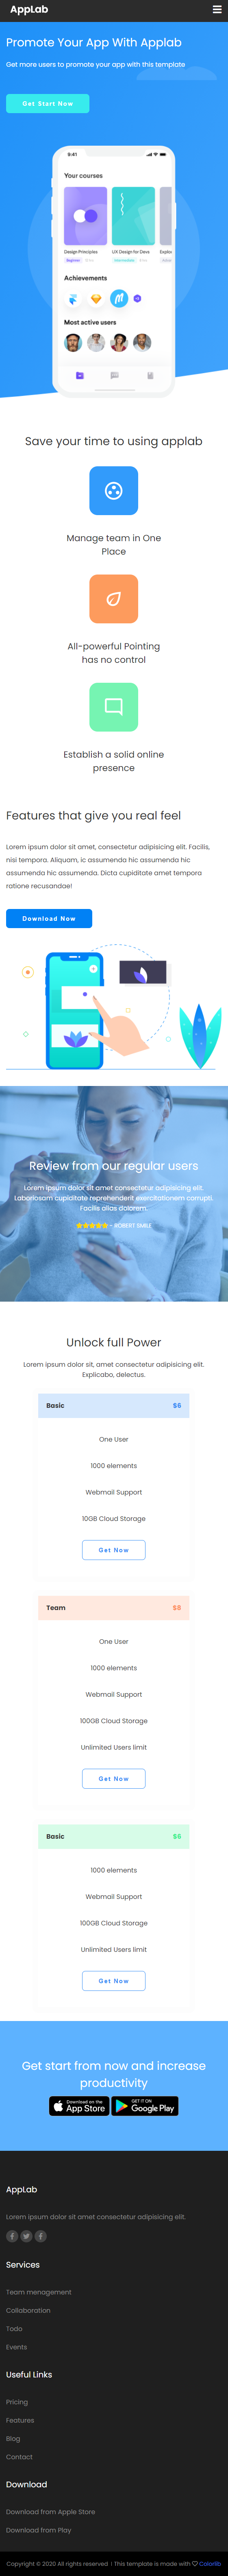 AppLab
Promote Your App With Applab
Get more users to promote your app with this template
Get Start Now
9:41
Your courses
Design Principles
UX Design for Deve
Explor
Beginner
Intermediate
Achievements
Most active users
Save your time to using applab
Manage team in One
Place
All-powerful Pointing
has no control
Establish a solid online
presence
Features that give you real feel
Lorem ipsum dolor sit amet, consectetur adipisicing elit. Facilis,
nisi tempora. Aliquam, ic assumenda hic assumenda hic
assumenda hic assumenda. Dicta cupiditate amet tempora
ratione recusandae!
Download Now
Review from our regular users
Lorem ipsum dolor sit amet consectetur adipisicing elit.
Laboriosam cupiditate reprehenderit exercitationem corrupti.
Facilis alias dolorem
- ROBERT SMILE
Unlock full Power
Lorem ipsum dolor sit, amet consectetur adipisicing elit.
Explicabo, delectus.
Basic $6
One User
1000 elements
Webmail Support
10GB Cloud Storage
Get Now
Team $8
One User
1000 elements
Webmail Support
100GB Cloud Storage
Unlimited Users limit
Get Now
Basic $6
1000 elements
Webmail Support
100GB Cloud Storage
Unlimited Users limit
Get Now
Get start from now and increase
productivity
Download on the
App Store
GET IT ON
Google Play
AppLab
Lorem ipsum dolor sit amet consectetur adipisicing elit.
Services
Team menagement
Collaboration
Todo
Events
Useful Links
Pricing
Features
Blog
Contact
Download
Download from Apple Store
Download from Play
Copyright © 2020 All rights reserved | This template is made with ♡ Colorlib